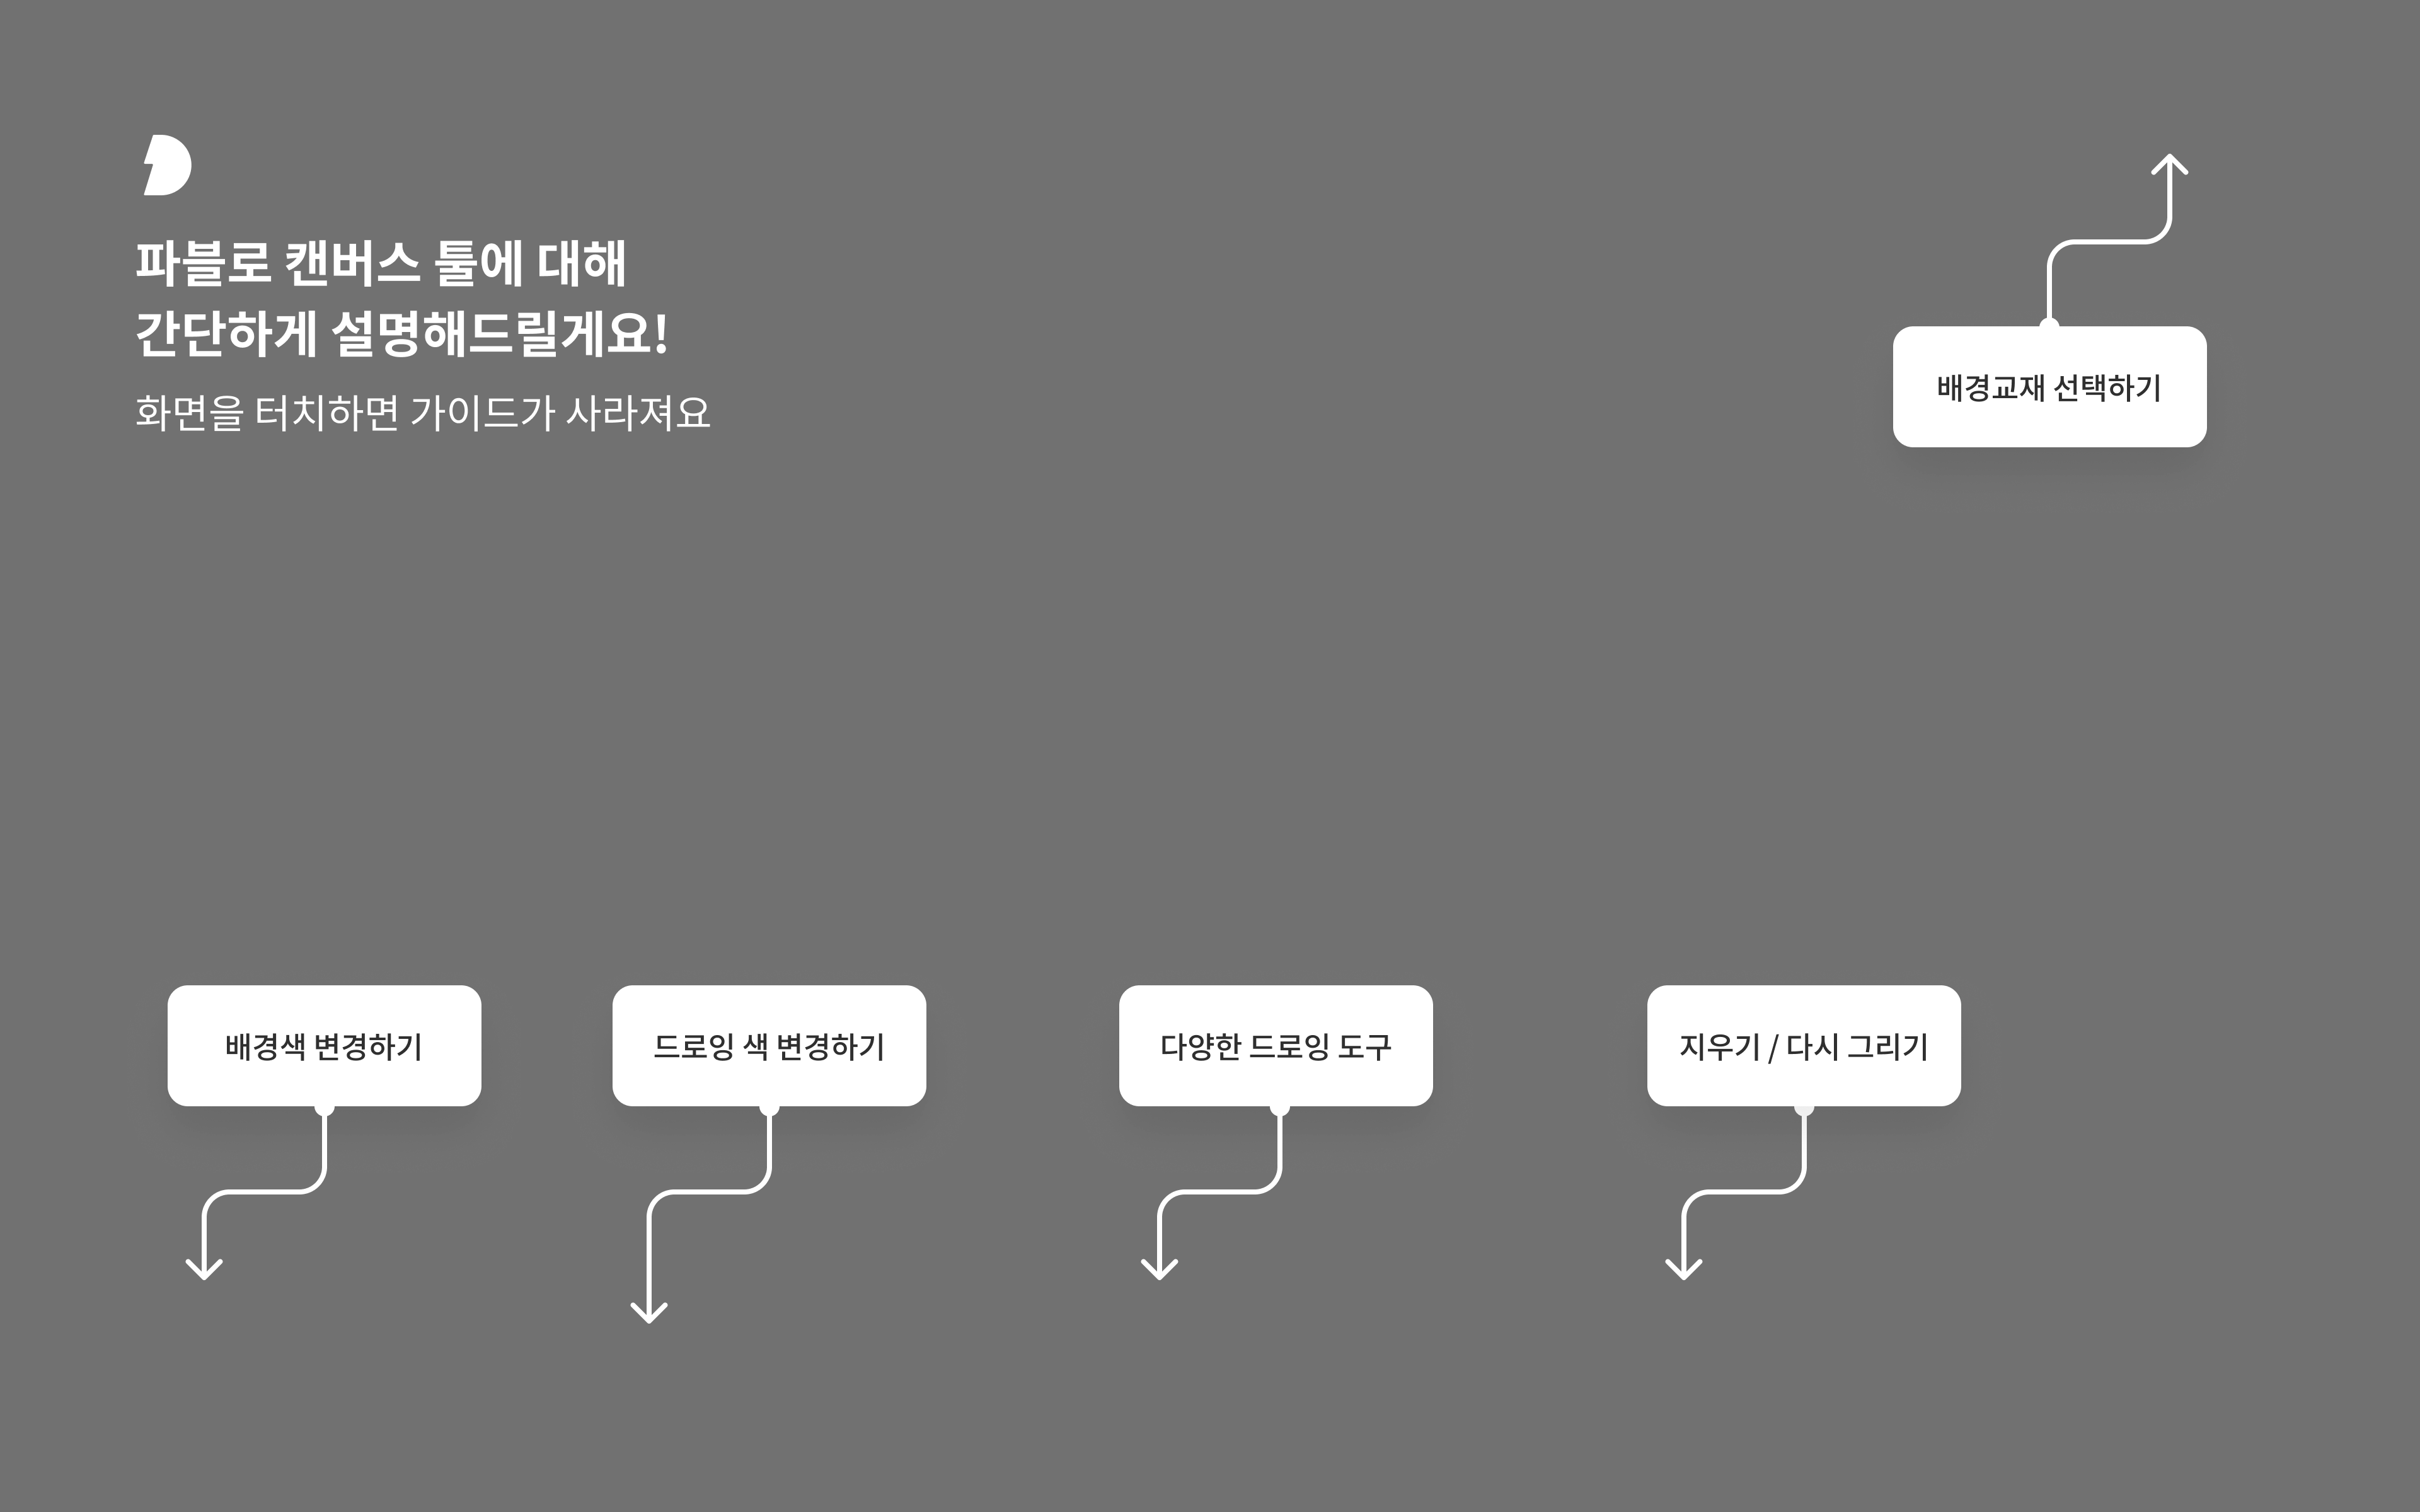 파블로 캔버스 툴에 대해
간단하게 설명해드릴게요!
화면을 터치하면 가이드가 사라져요
배경교재 선택하기
배경색 변경하기
드로잉 색 변경하기
다양한 드로잉 도구
지우기 / 다시 그리기